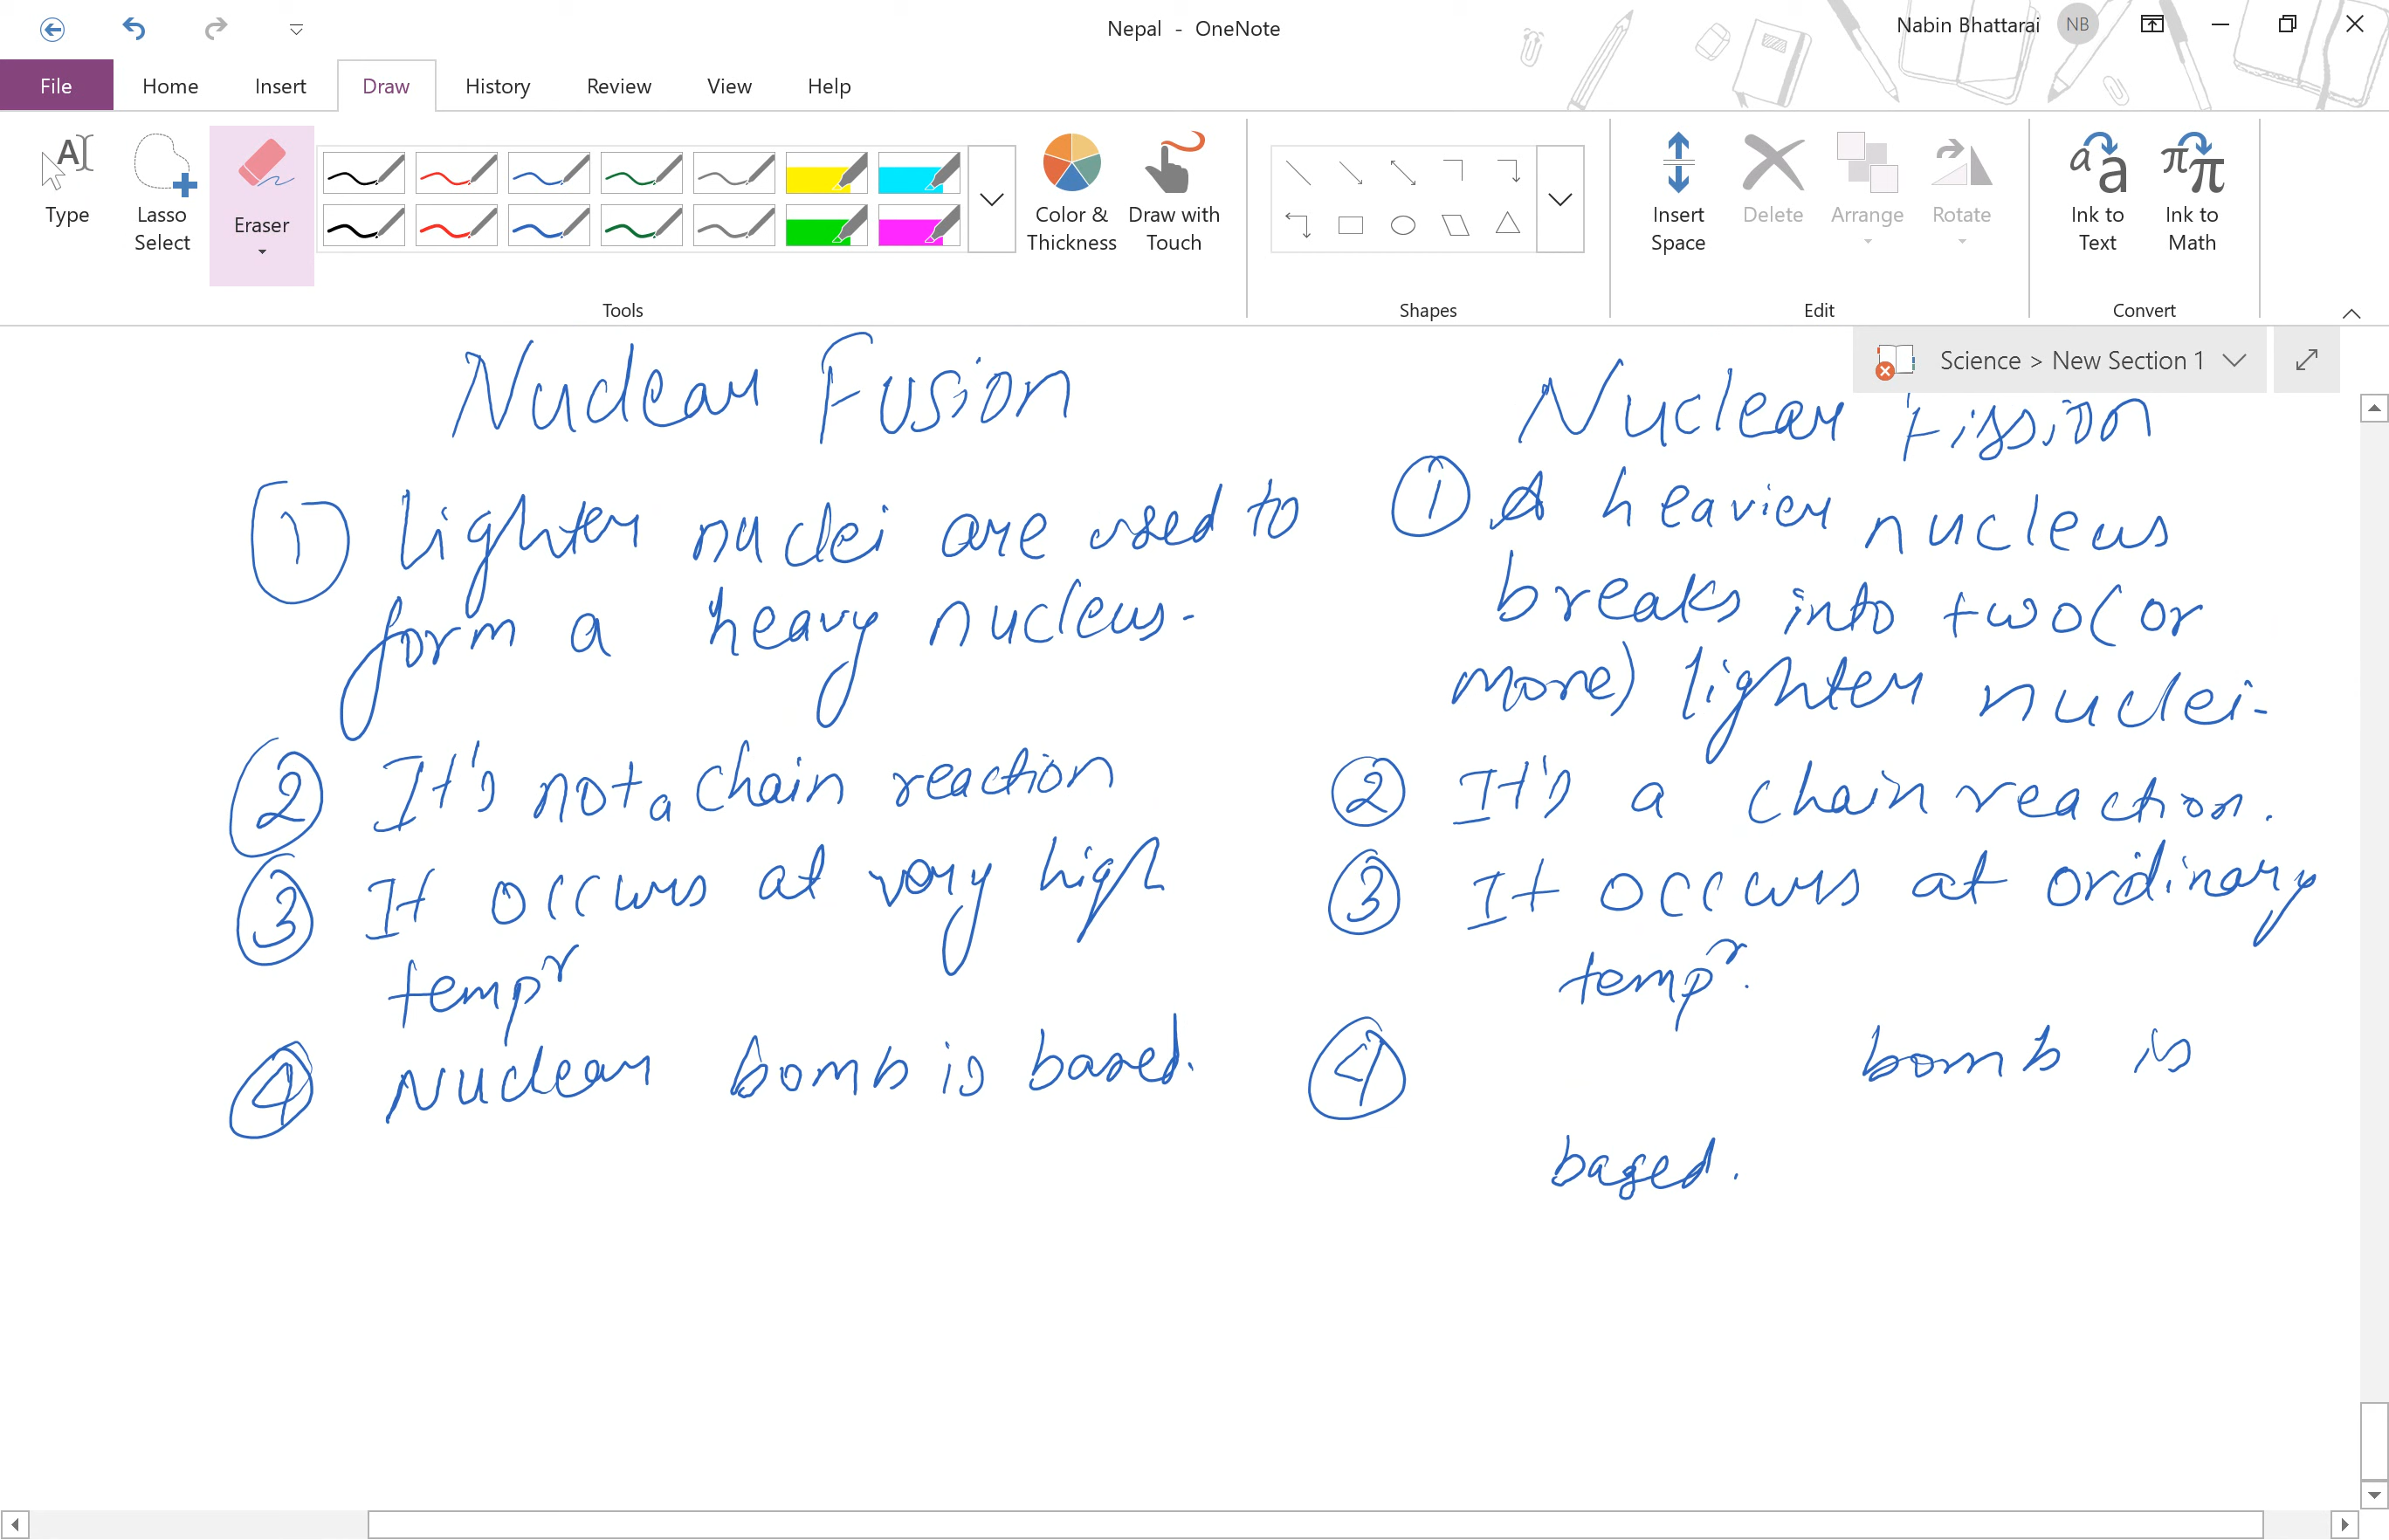 Nepal - OneNote
Nabin Bhattarai NB
File Home Insert Draw History Review View Help
Type
Lasso Select
Eraser
Color & Thickness
Draw with Touch
Insert Space
Delete
Arrange
Rotate
Ink to Text
Ink to Math
Tools
Shapes
Edit
Convert
Science > New Section 1
Nuclear Fusion
① lighter nuclei are used to
form a heavy nucleus.
② It's not a chain reaction
③ It occurs at very high
temp^r
④ Nuclear bomb is based.
Nuclear Fission
① A heavier nucleus
breaks into two (or
more) lighter nuclei.
② It's a chain reaction.
③ It occurs at ordinary
temp^r.
④ bomb is
based.